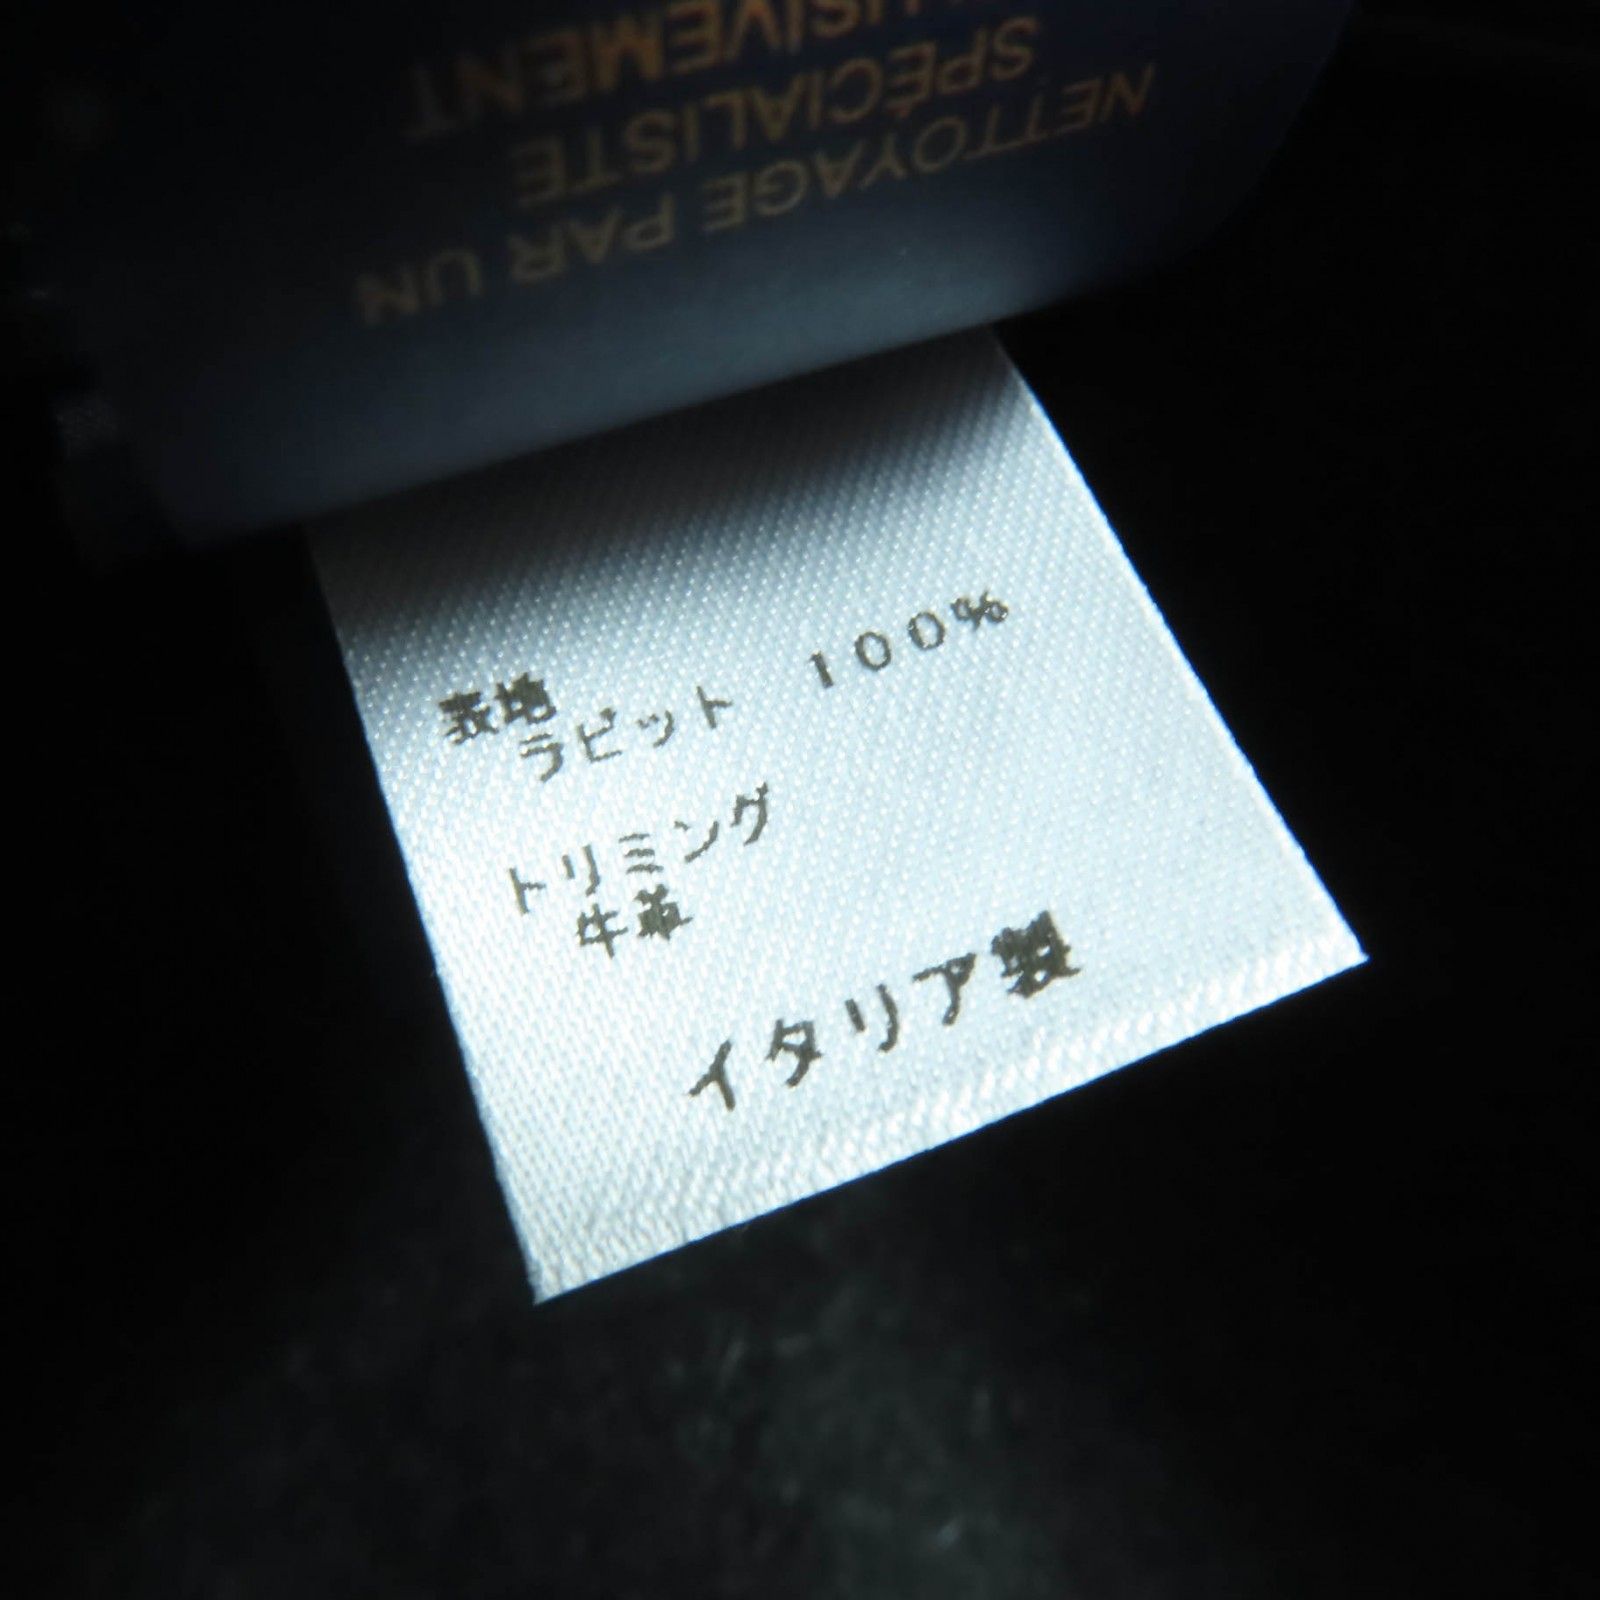 NETTOYAGE PAR UN
SPÉCIALISTE
表地
ラビット 100%
トリミング
牛革
イタリア製